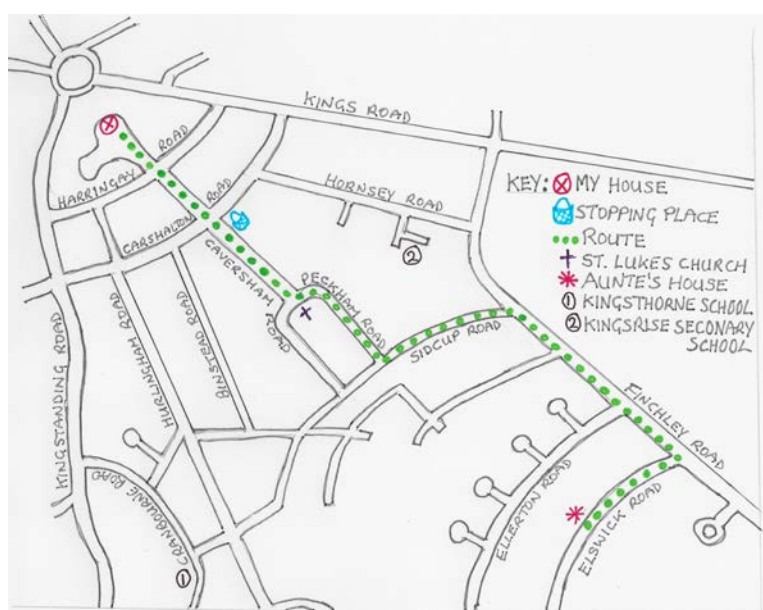 KINGS ROAD
HARRINGAY ROAD
CARSHALTON ROAD
HORNSEY ROAD
CAVERSHAM ROAD
PECKHAM ROAD
SIDCUP ROAD
FINCHLEY ROAD
KINGSTANDING ROAD
HURLINGHAM ROAD
BINSTEAD ROAD
CRANBOURNE ROAD
ELLERTON ROAD
ELSWICK ROAD
2
1
KEY: X MY HOUSE
STOPPING PLACE
ROUTE
ST. LUKES CHURCH
AUNTE'S HOUSE
1 KINGSTHORNE SCHOOL
2 KINGSRISE SECONARY
SCHOOL